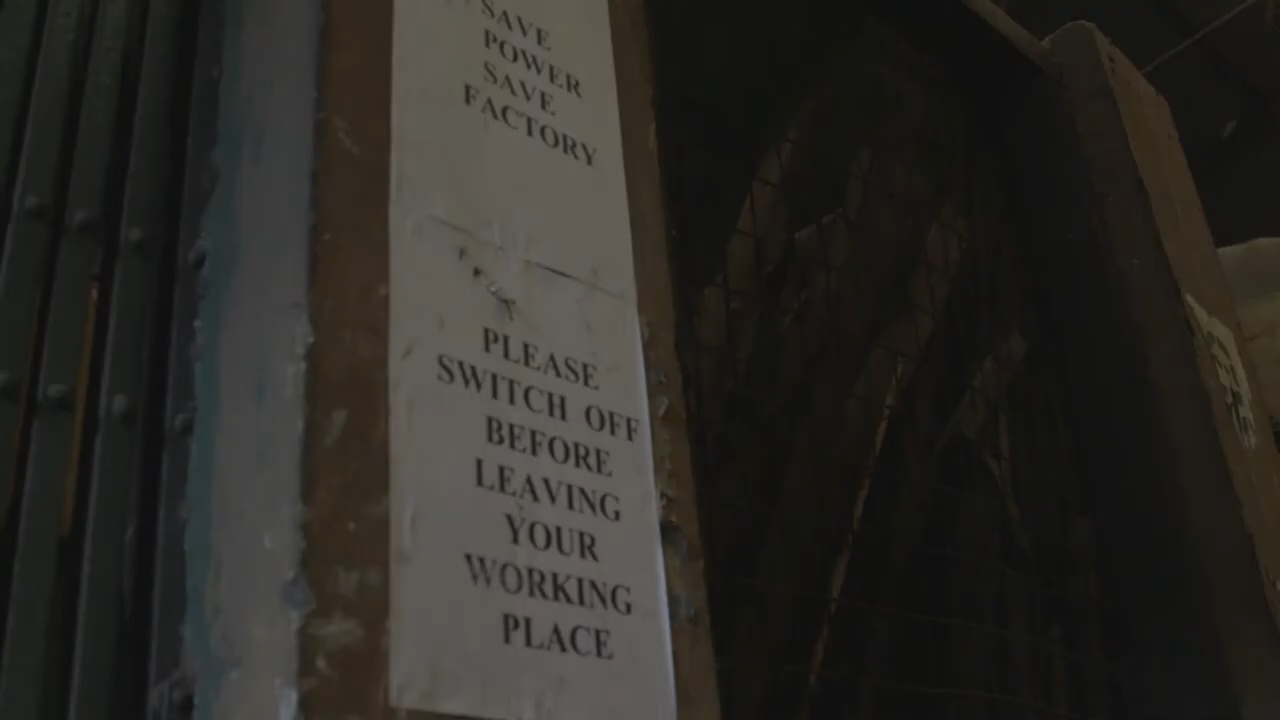 SAVE
POWER
SAVE
FACTORY
PLEASE
SWITCH OFF
BEFORE
LEAVING
YOUR
WORKING
PLACE